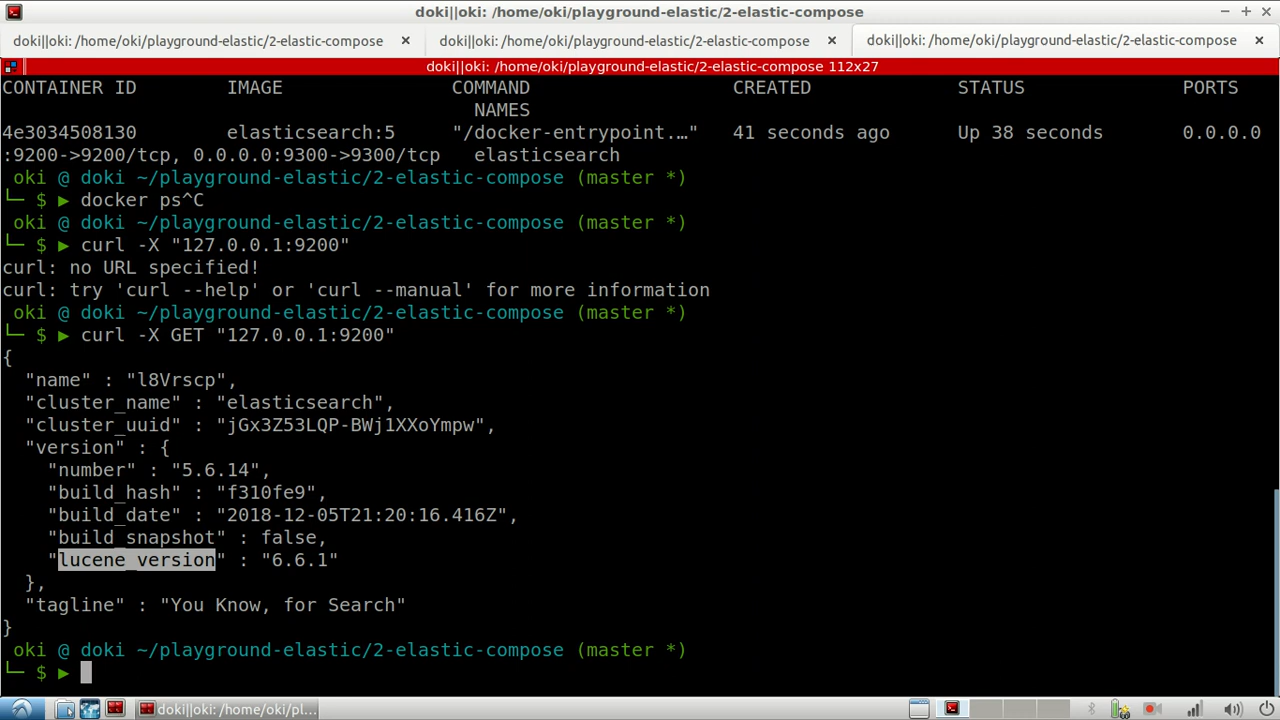 doki||oki: /home/oki/playground-elastic/2-elastic-compose
doki||oki: /home/oki/playground-elastic/2-elastic-compose doki||oki: /home/oki/playground-elastic/2-elastic-compose doki||oki: /home/oki/playground-elastic/2-elastic-compose
doki||oki: /home/oki/playground-elastic/2-elastic-compose 112x27
CONTAINER ID IMAGE COMMAND CREATED STATUS PORTS
NAMES
4e3034508130 elasticsearch:5 "/docker-entrypoint.…" 41 seconds ago Up 38 seconds 0.0.0.0
:9200->9200/tcp, 0.0.0.0:9300->9300/tcp elasticsearch
oki @ doki ~/playground-elastic/2-elastic-compose (master *)
└─ $ ▶ docker ps^C
oki @ doki ~/playground-elastic/2-elastic-compose (master *)
└─ $ ▶ curl -X "127.0.0.1:9200"
curl: no URL specified!
curl: try 'curl --help' or 'curl --manual' for more information
oki @ doki ~/playground-elastic/2-elastic-compose (master *)
└─ $ ▶ curl -X GET "127.0.0.1:9200"
{
"name" : "l8Vrscp",
"cluster_name" : "elasticsearch",
"cluster_uuid" : "jGx3Z53LQP-BWj1XXoYmpw",
"version" : {
"number" : "5.6.14",
"build_hash" : "f310fe9",
"build_date" : "2018-12-05T21:20:16.416Z",
"build_snapshot" : false,
"lucene_version" : "6.6.1"
},
"tagline" : "You Know, for Search"
}
oki @ doki ~/playground-elastic/2-elastic-compose (master *)
└─ $ ▶
doki||oki: /home/oki/pl...